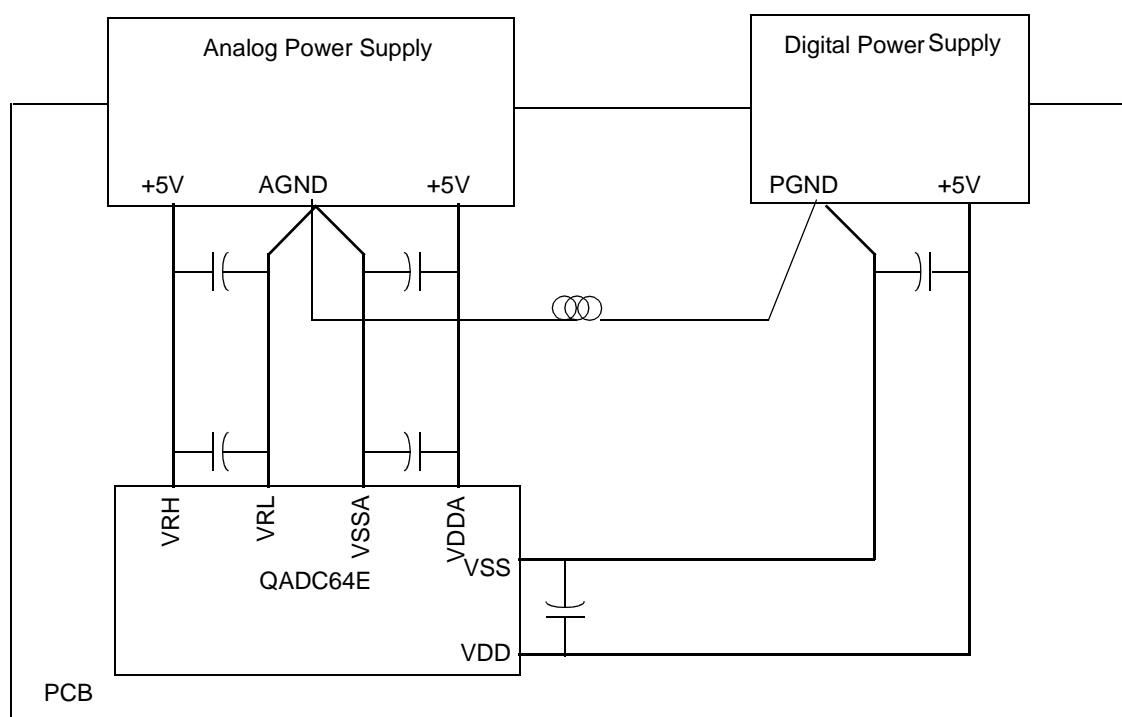 Analog Power Supply
Digital Power Supply
+5V
AGND
+5V
PGND
+5V
VRH
VRL
VSSA
VDDA
VSS
QADC64E
VDD
PCB